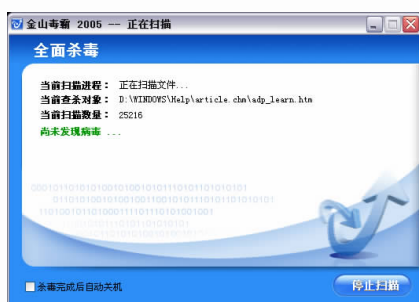 金山毒霸 2005 -- 正在扫描
全面杀毒
当前扫描进程： 正在扫描文件...
当前查杀对象： D:\WINDOWS\Help\article.chm\adp_learn.htm
当前扫描数量： 25216
尚未发现病毒 ...
杀毒完成后自动关机
停止扫描